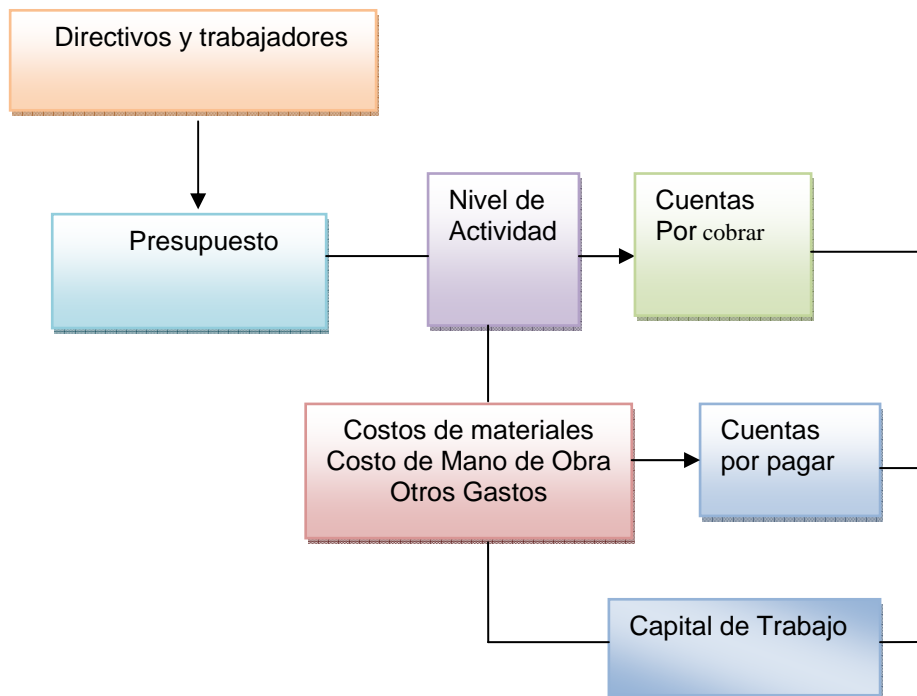 Directivos y trabajadores
Presupuesto
Nivel de
Actividad
Cuentas
Por cobrar
Costos de materiales
Costo de Mano de Obra
Otros Gastos
Cuentas
por pagar
Capital de Trabajo